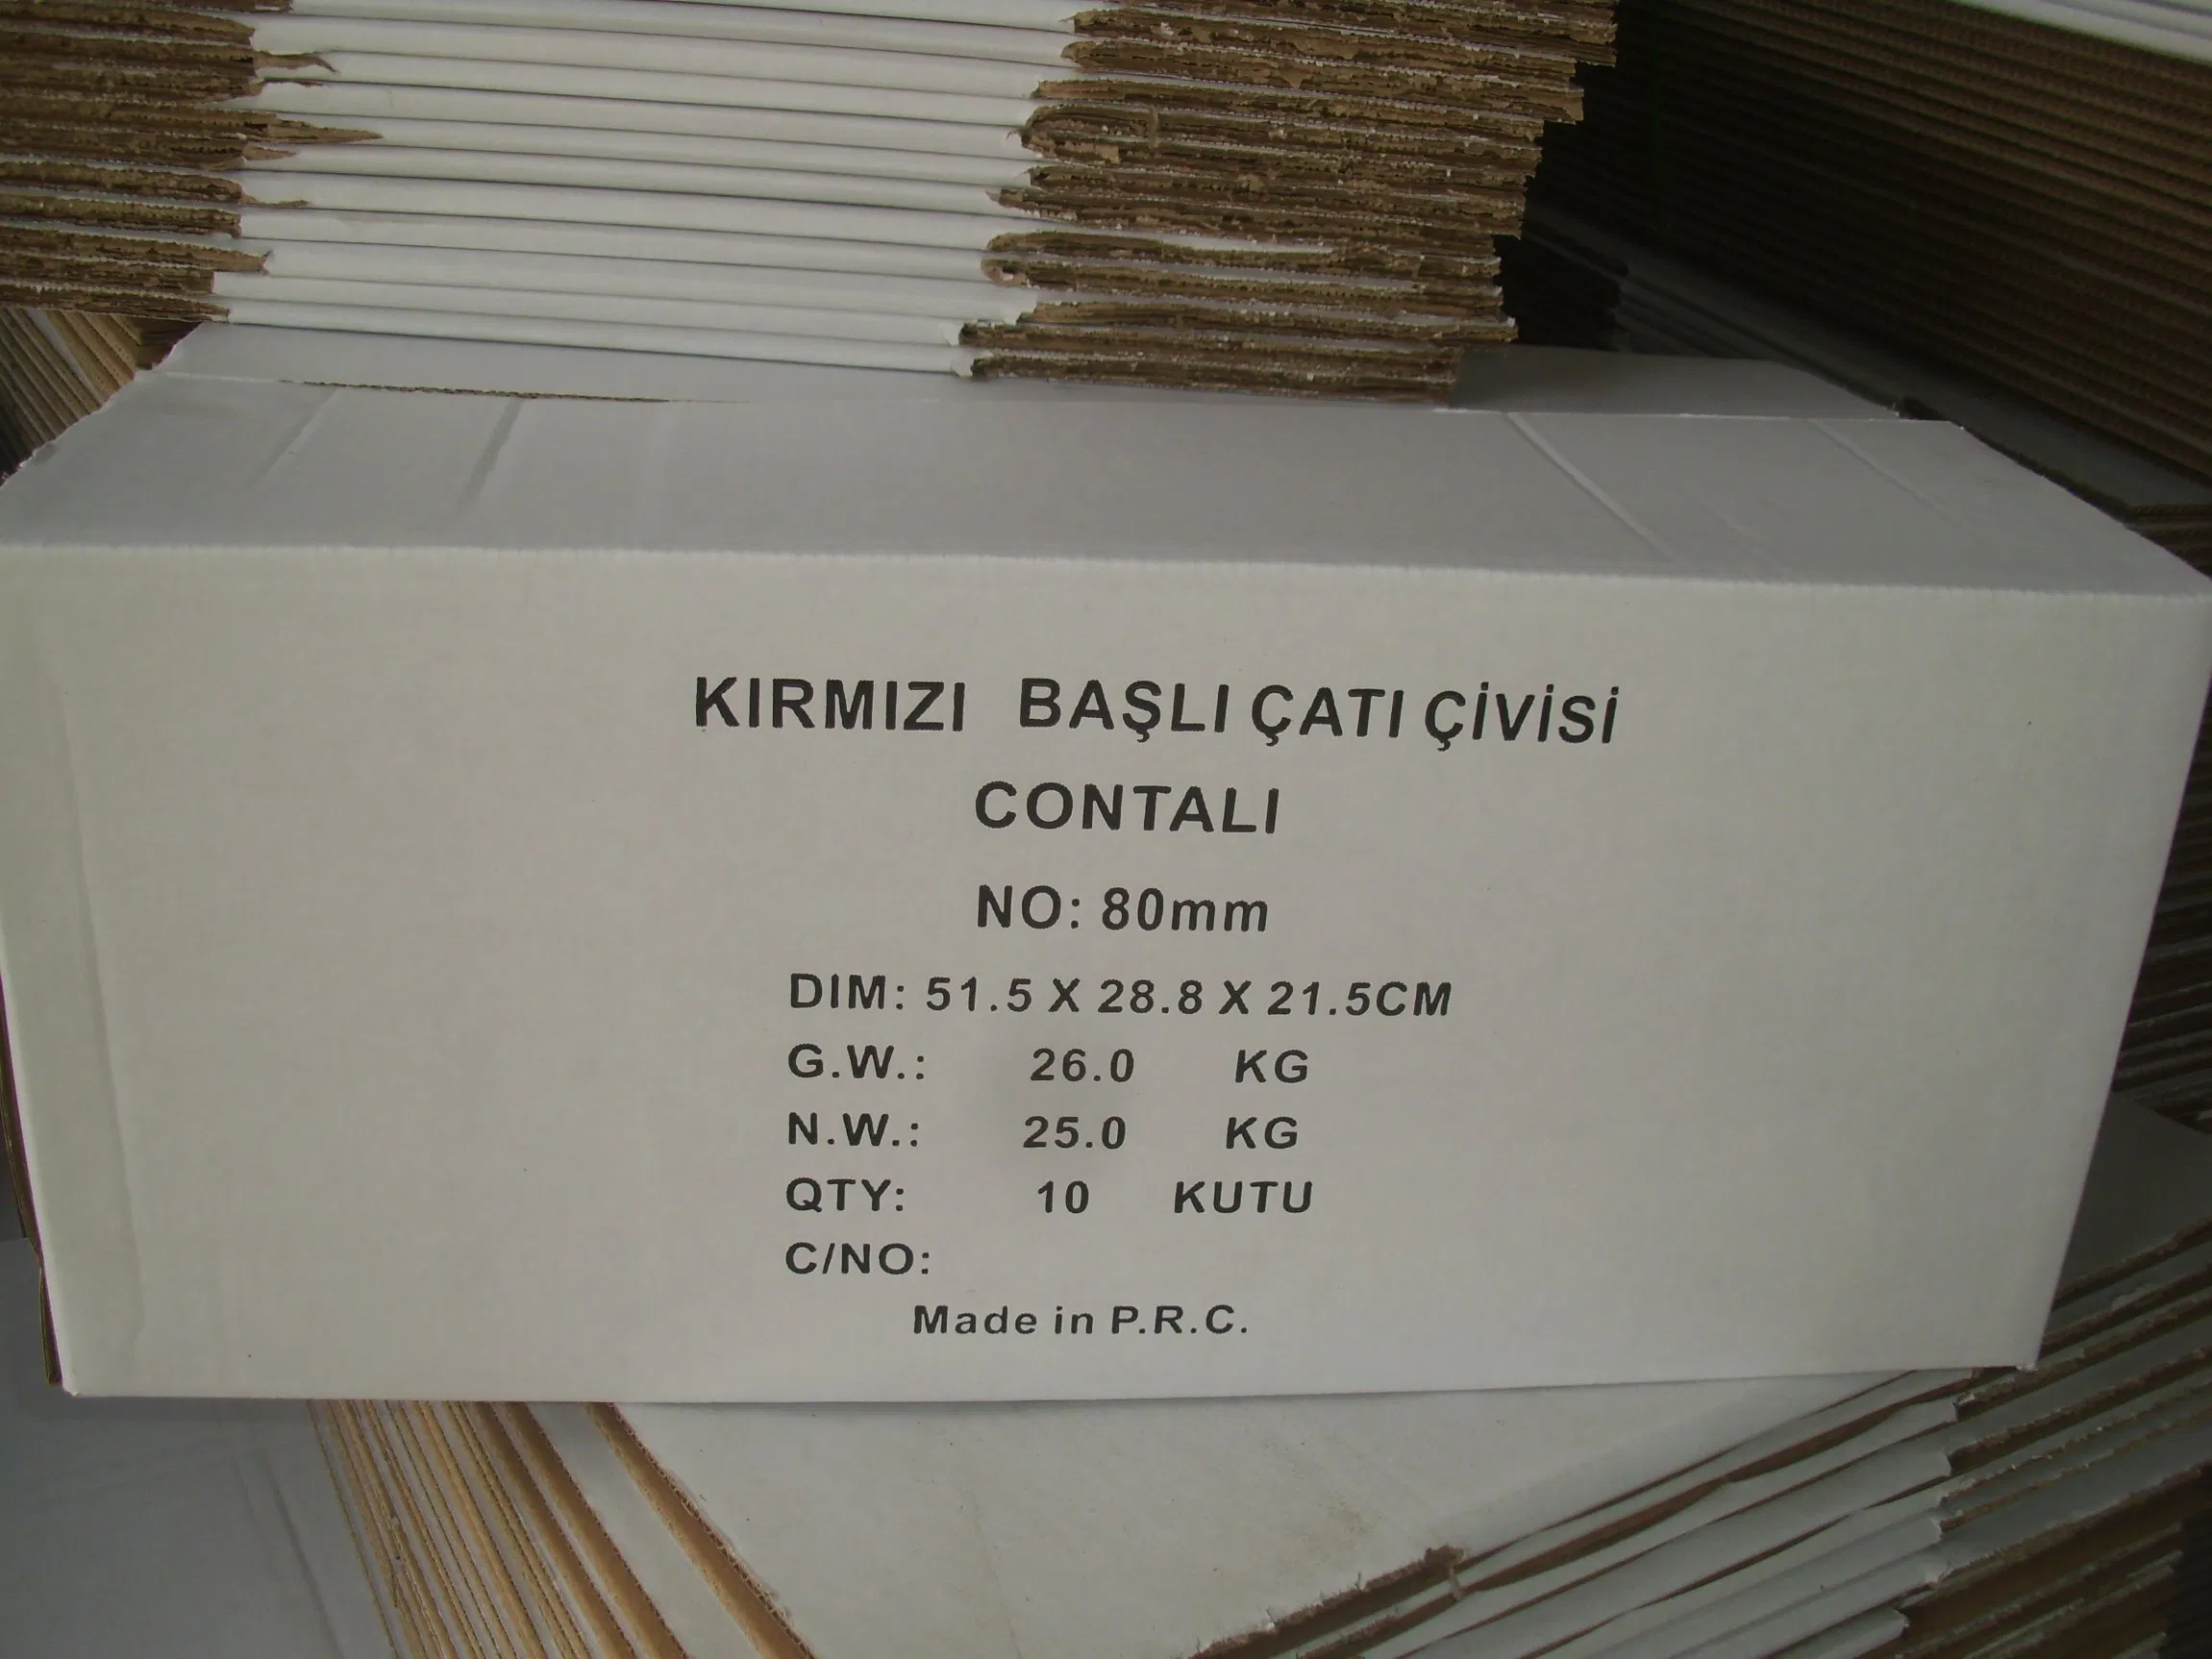 KIRMIZI BAŞLI ÇATI ÇİVİSİ
CONTALI
NO: 80mm
DIM: 51.5 X 28.8 X 21.5CM
G.W.: 26.0 KG
N.W.: 25.0 KG
QTY: 10 KUTU
C/NO:
Made in P.R.C.